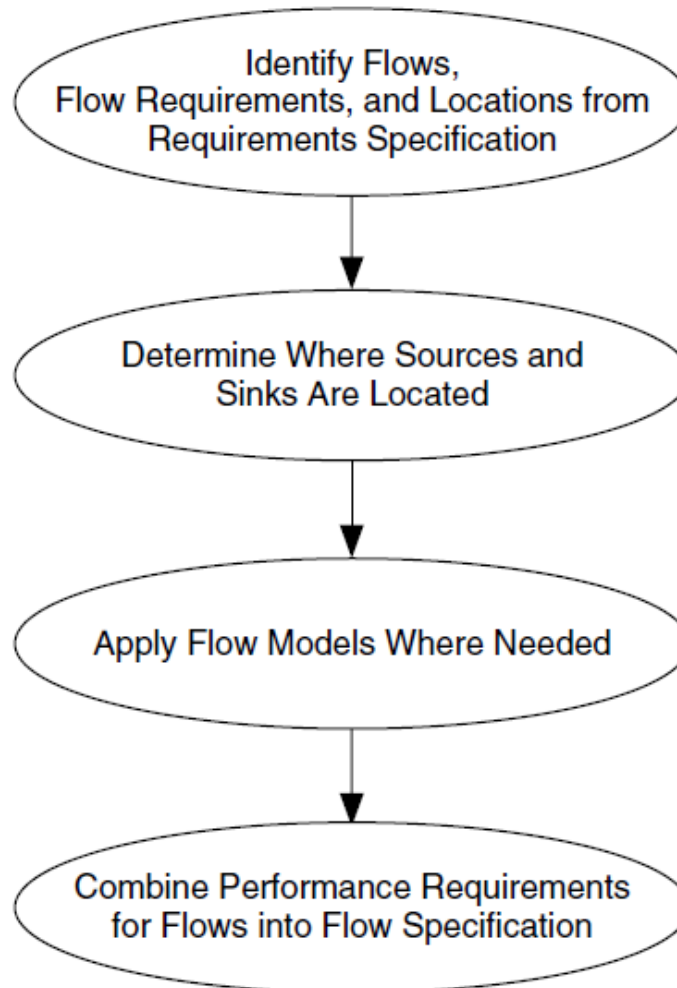 Identify Flows,
Flow Requirements, and Locations from
Requirements Specification
Determine Where Sources and
Sinks Are Located
Apply Flow Models Where Needed
Combine Performance Requirements
for Flows into Flow Specification